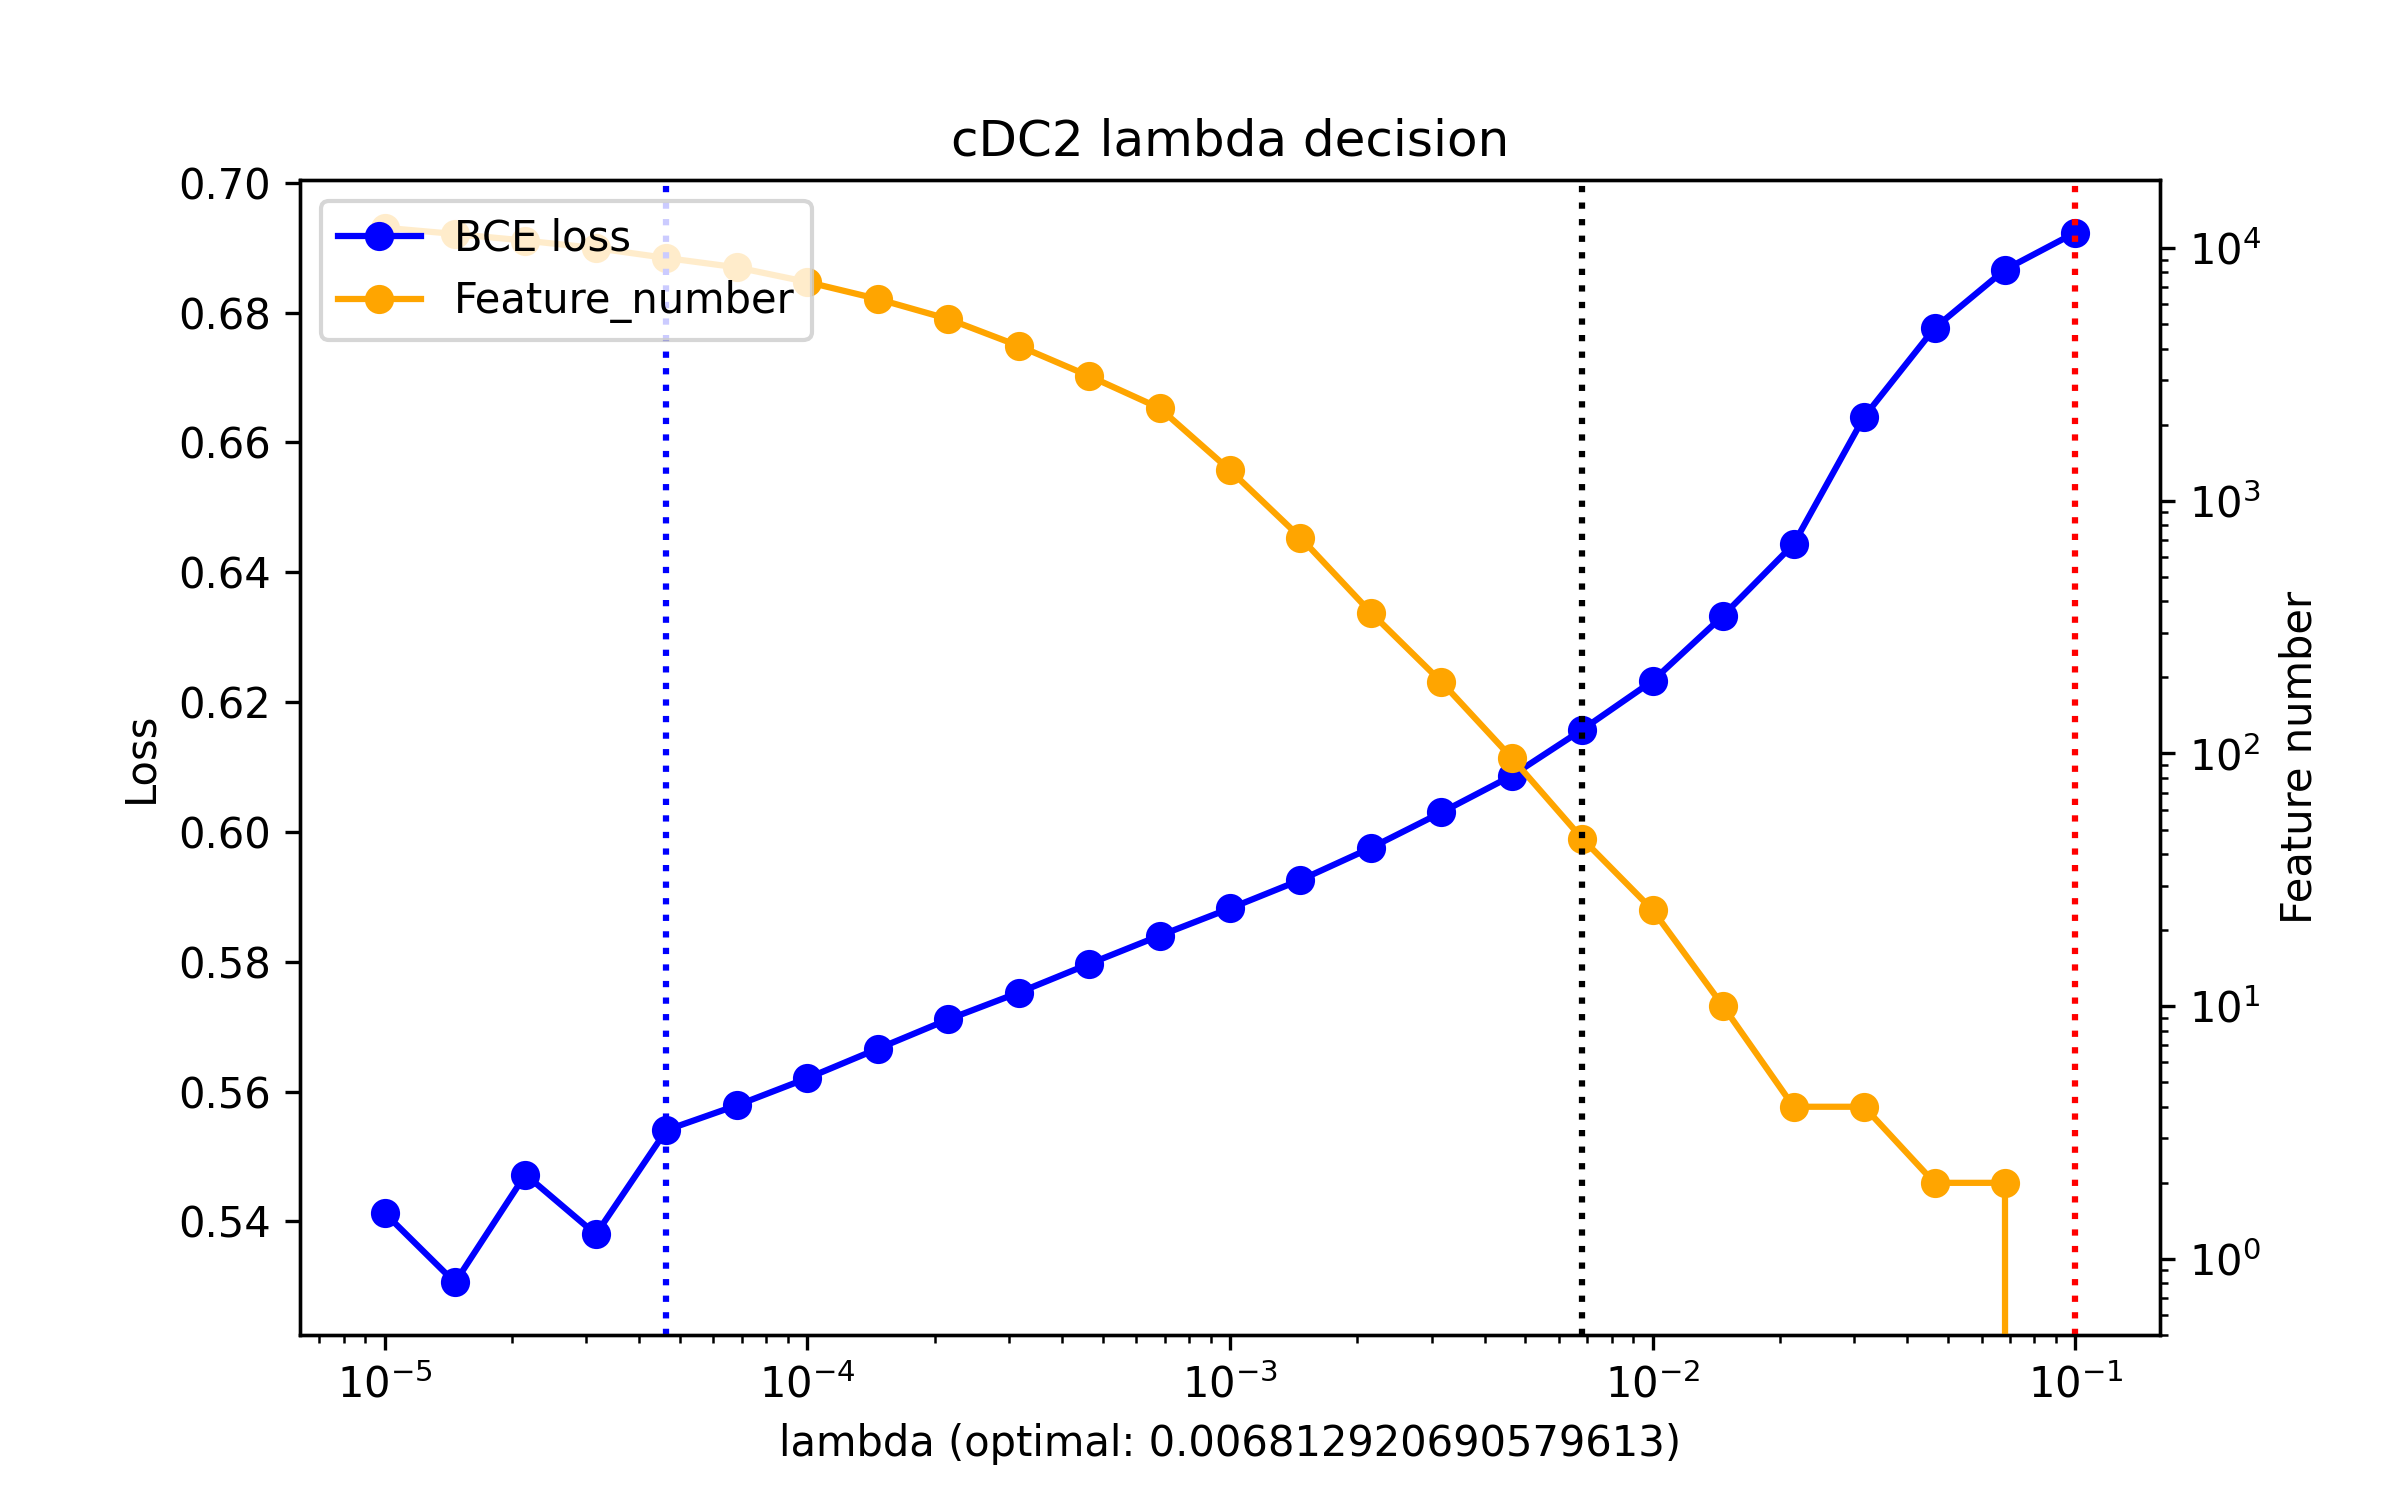 cDC2 lambda decision
BCE loss
Feature_number
Loss
0.70
0.68
0.66
0.64
0.62
0.60
0.58
0.56
0.54
10⁴
10³
10²
10¹
10⁰
Feature number
10⁻⁵ 10⁻⁴ 10⁻³ 10⁻² 10⁻¹
lambda (optimal: 0.006812920690579613)